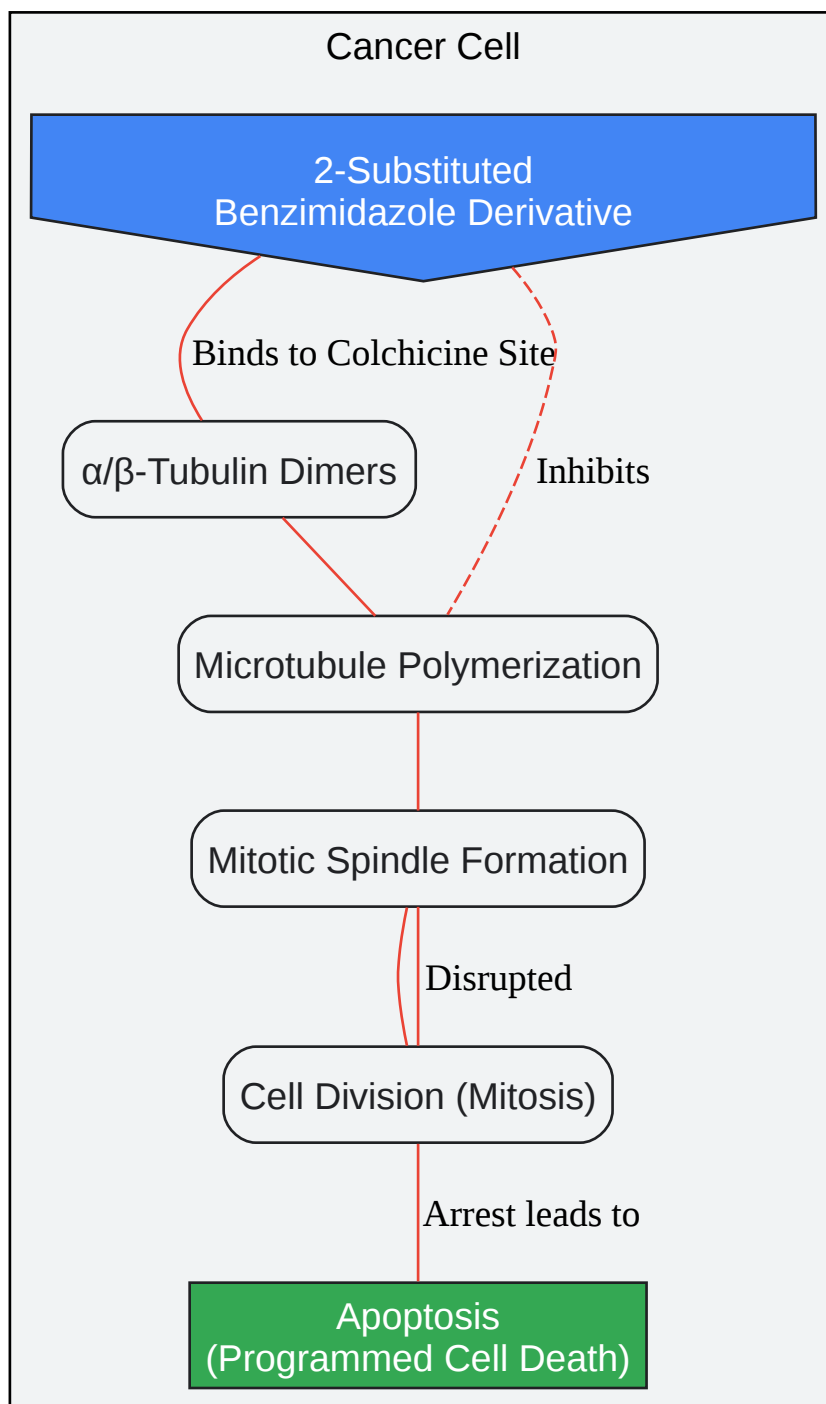 Cancer Cell
2-Substituted
Benzimidazole Derivative
Binds to Colchicine Site
α/β-Tubulin Dimers
Inhibits
Microtubule Polymerization
Mitotic Spindle Formation
Disrupted
Cell Division (Mitosis)
Arrest leads to
Apoptosis
(Programmed Cell Death)